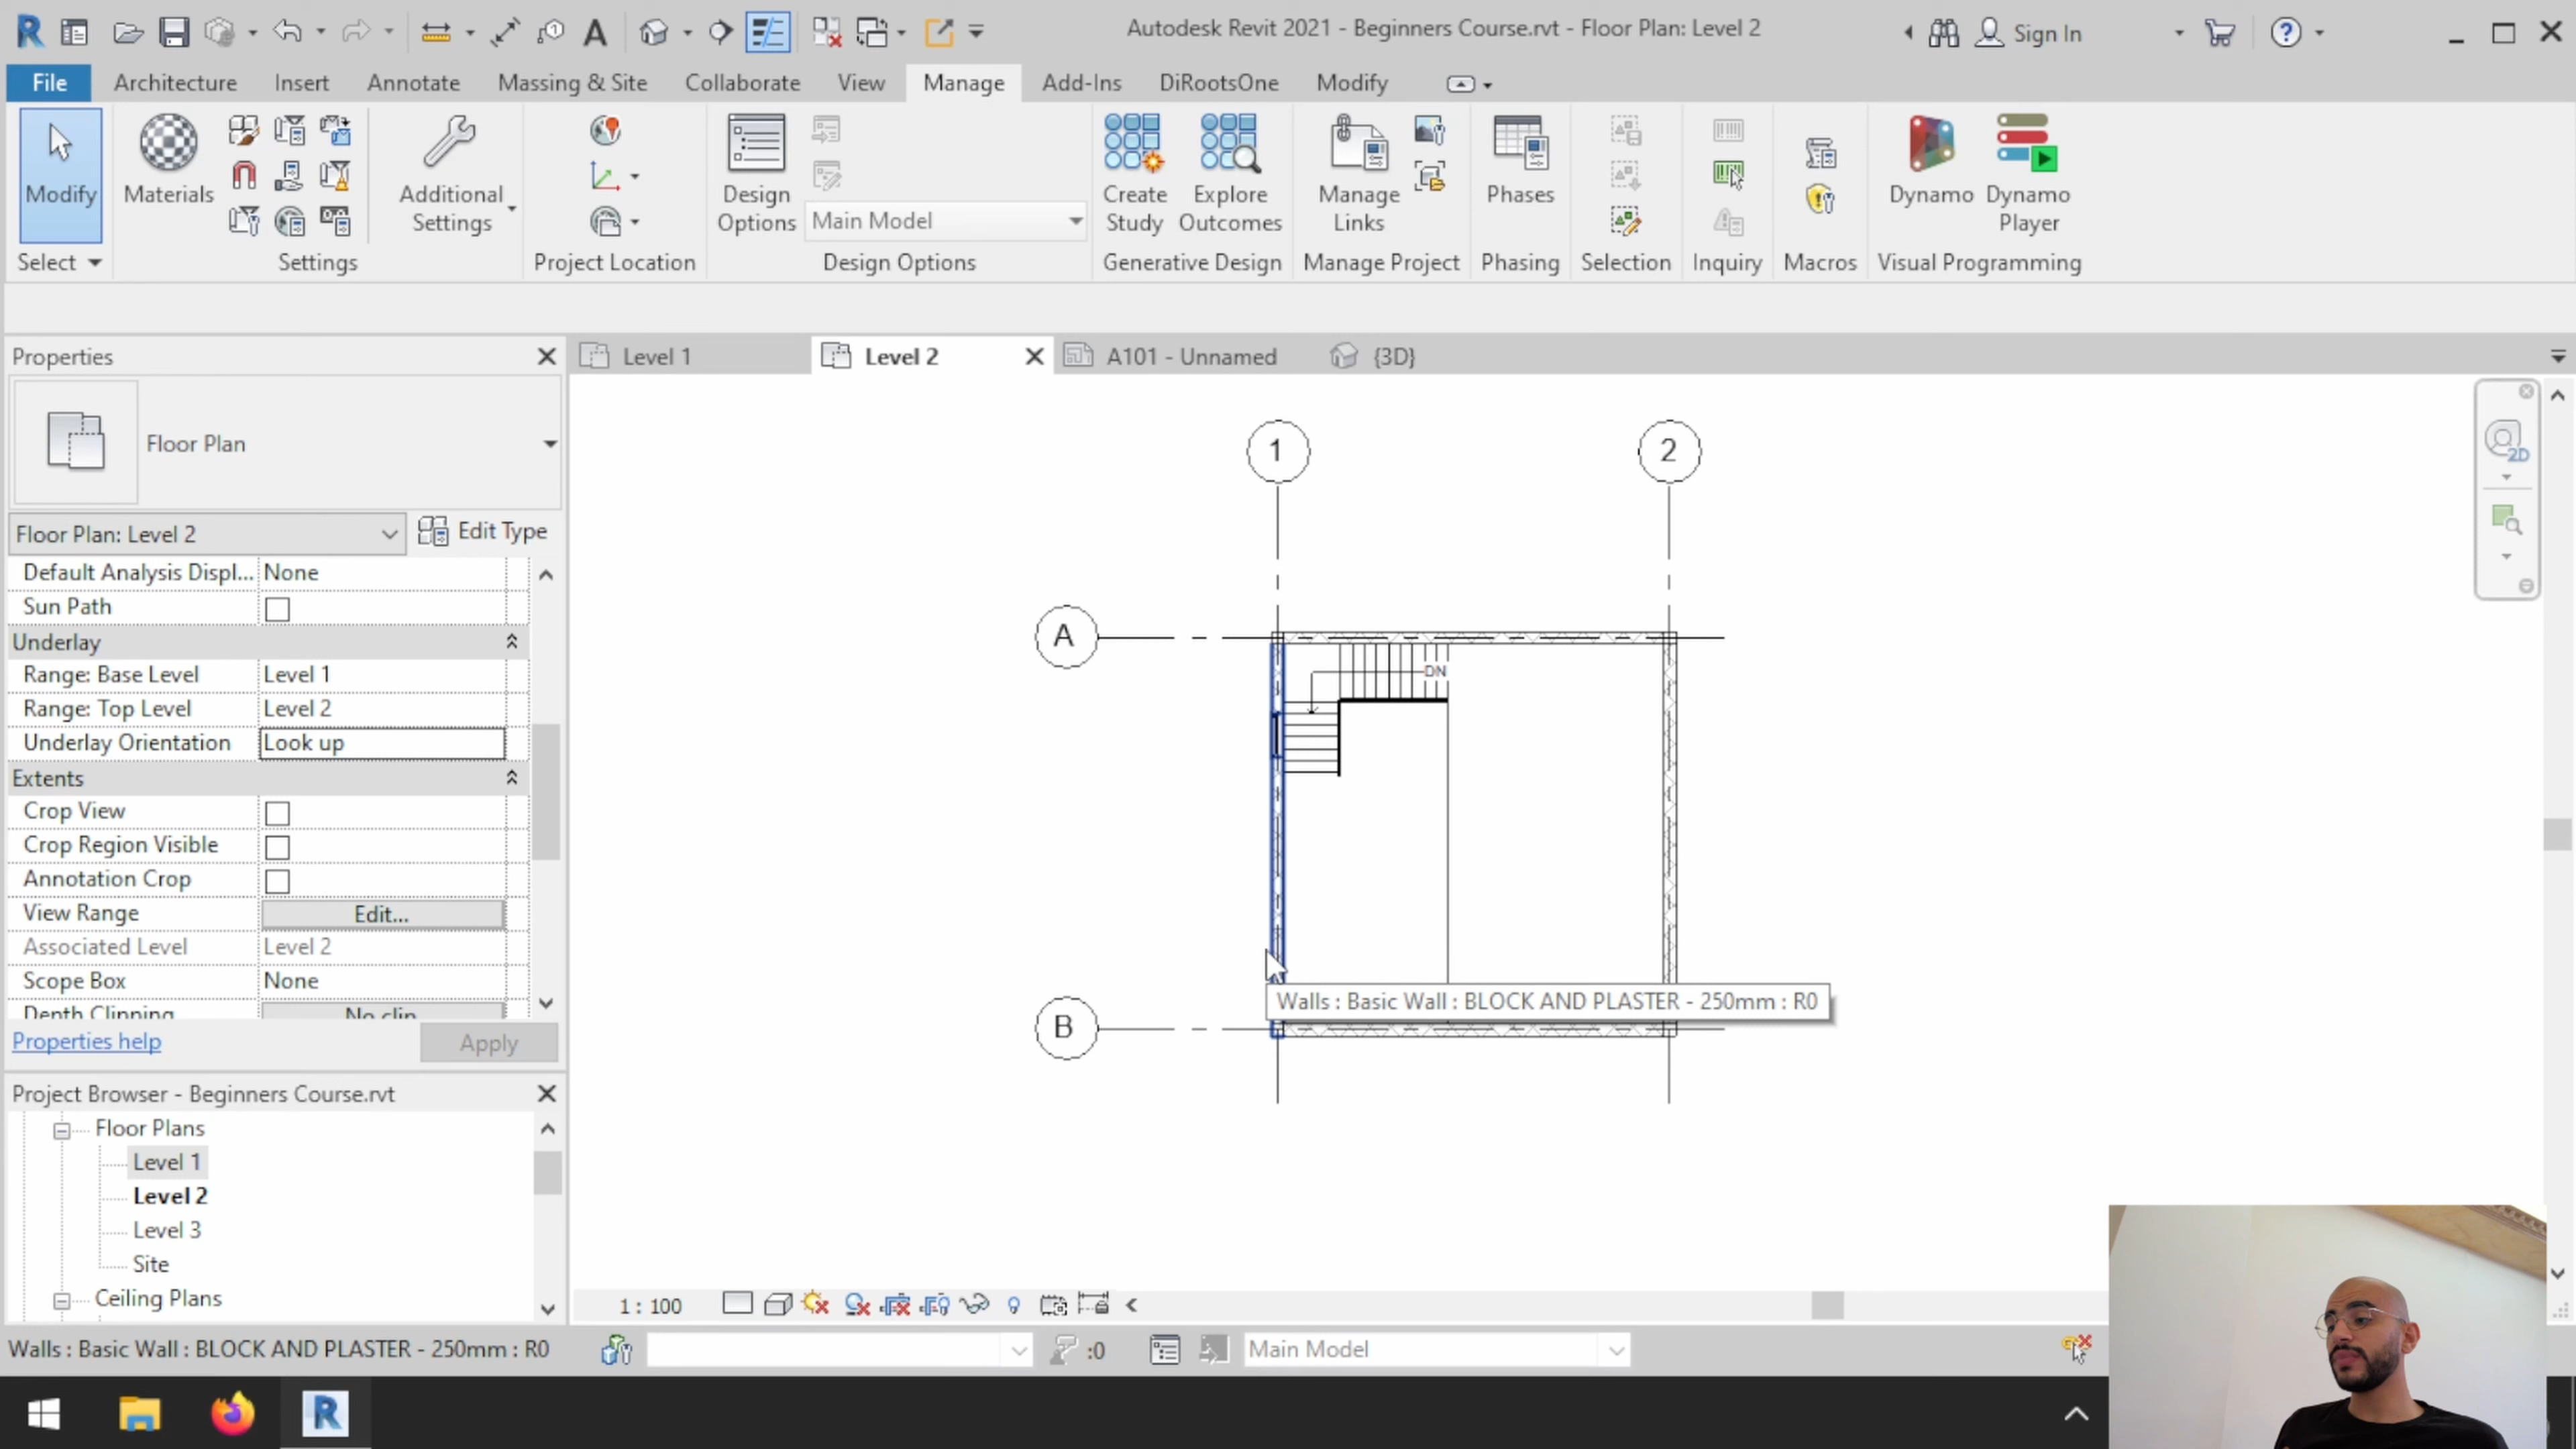 Autodesk Revit 2021 - Beginners Course.rvt - Floor Plan: Level 2
Sign In
File Architecture Insert Annotate Massing & Site Collaborate View Manage Add-Ins DiRootsOne Modify
Modify
Materials
Additional
Settings
Design
Options
Main Model
Create
Study
Explore
Outcomes
Manage
Links
Phases
Dynamo
Dynamo
Player
Select Settings Project Location Design Options Generative Design Manage Project Phasing Selection Inquiry Macros Visual Programming
Properties
Floor Plan
Floor Plan: Level 2 Edit Type
Default Analysis Displ... None
Sun Path
Underlay
Range: Base Level Level 1
Range: Top Level Level 2
Underlay Orientation Look up
Extents
Crop View
Crop Region Visible
Annotation Crop
View Range Edit...
Associated Level Level 2
Scope Box None
Depth Clipping No clip
Properties help Apply
Project Browser - Beginners Course.rvt
Floor Plans
Level 1
Level 2
Level 3
Site
Ceiling Plans
Level 1 Level 2 A101 - Unnamed {3D}
2D
1 2
A
DN
B
Walls : Basic Wall : BLOCK AND PLASTER - 250mm : R0
1 : 100
Walls : Basic Wall : BLOCK AND PLASTER - 250mm : R0 :0 Main Model